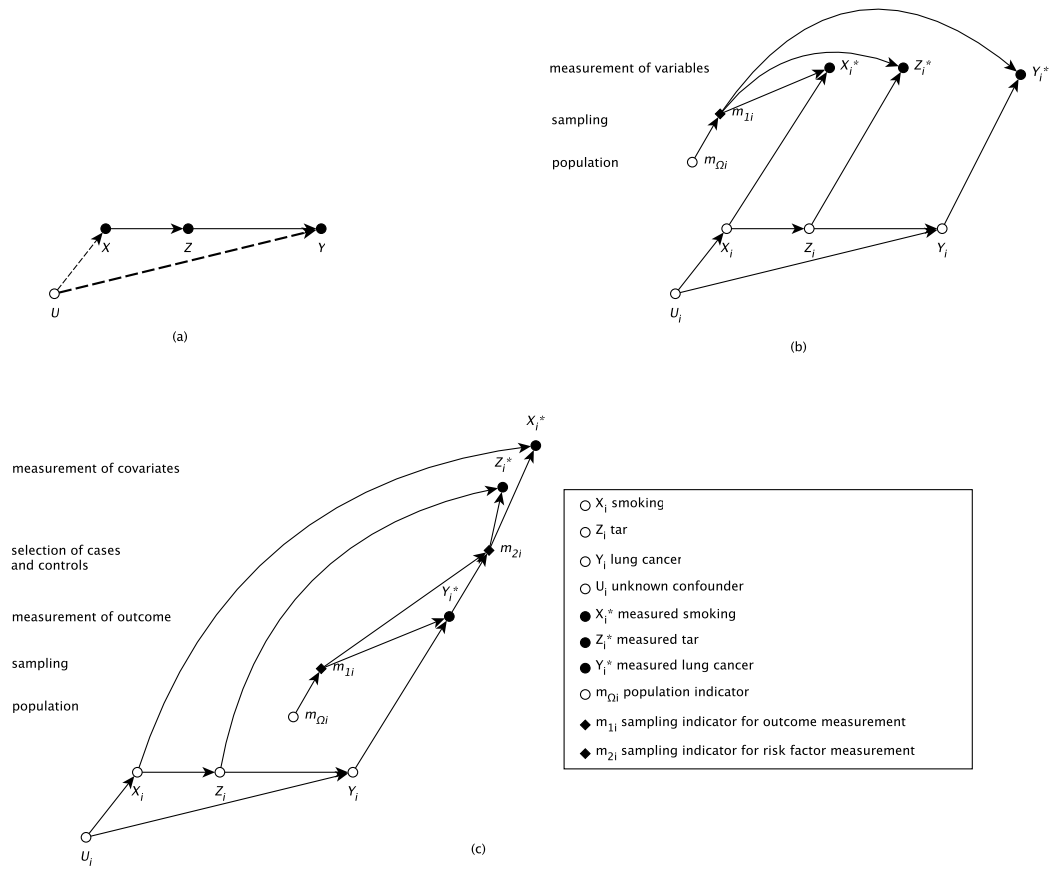 X
Z
Y
U
(a)
measurement of variables
X_i*
Z_i*
Y_i*
sampling
m_1i
population
m_Ωi
X_i
Z_i
Y_i
U_i
(b)
X_i*
measurement of covariates
Z_i*
selection of cases
and controls
m_2i
Y_i*
measurement of outcome
sampling
m_1i
population
m_Ωi
X_i
Z_i
Y_i
U_i
(c)
X_i smoking
Z_i tar
Y_i lung cancer
U_i unknown confounder
X_i* measured smoking
Z_i* measured tar
Y_i* measured lung cancer
m_Ωi population indicator
m_1i sampling indicator for outcome measurement
m_2i sampling indicator for risk factor measurement